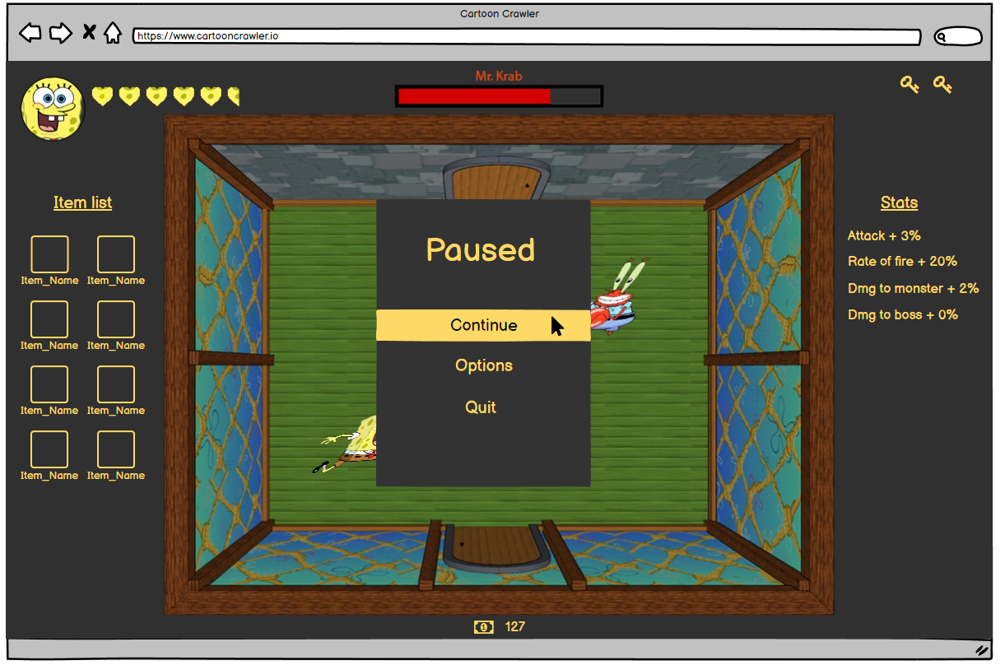 Cartoon Crawler
https://www.cartooncrawler.io
Mr. Krab
Item list
Item_Name Item_Name
Item_Name Item_Name
Item_Name Item_Name
Item_Name Item_Name
Paused
Continue
Options
Quit
Stats
Attack + 3%
Rate of fire + 20%
Dmg to monster + 2%
Dmg to boss + 0%
1 127